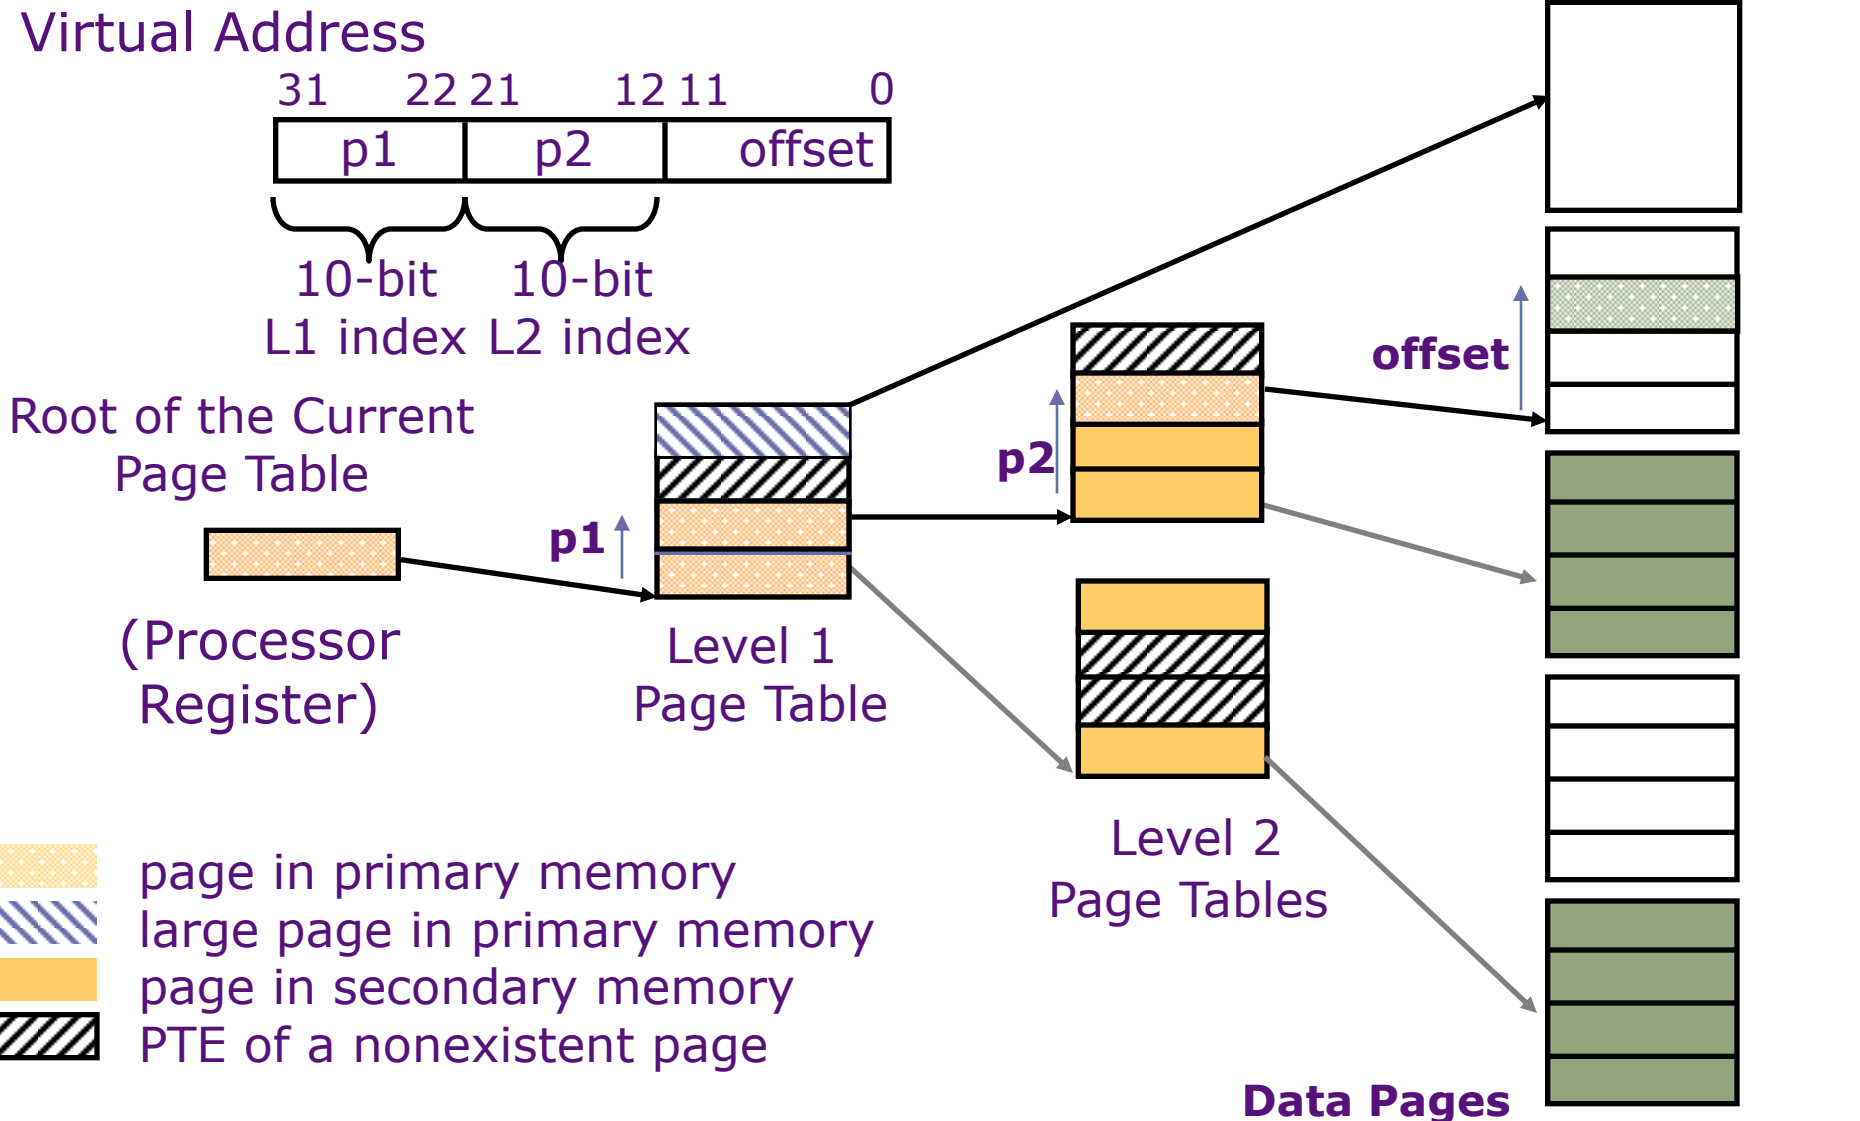 Virtual Address
31 22 21 12 11 0
p1 p2 offset
10-bit 10-bit
L1 index L2 index
Root of the Current
Page Table
(Processor
Register)
p1
Level 1
Page Table
p2
offset
Level 2
Page Tables
page in primary memory
large page in primary memory
page in secondary memory
PTE of a nonexistent page
Data Pages